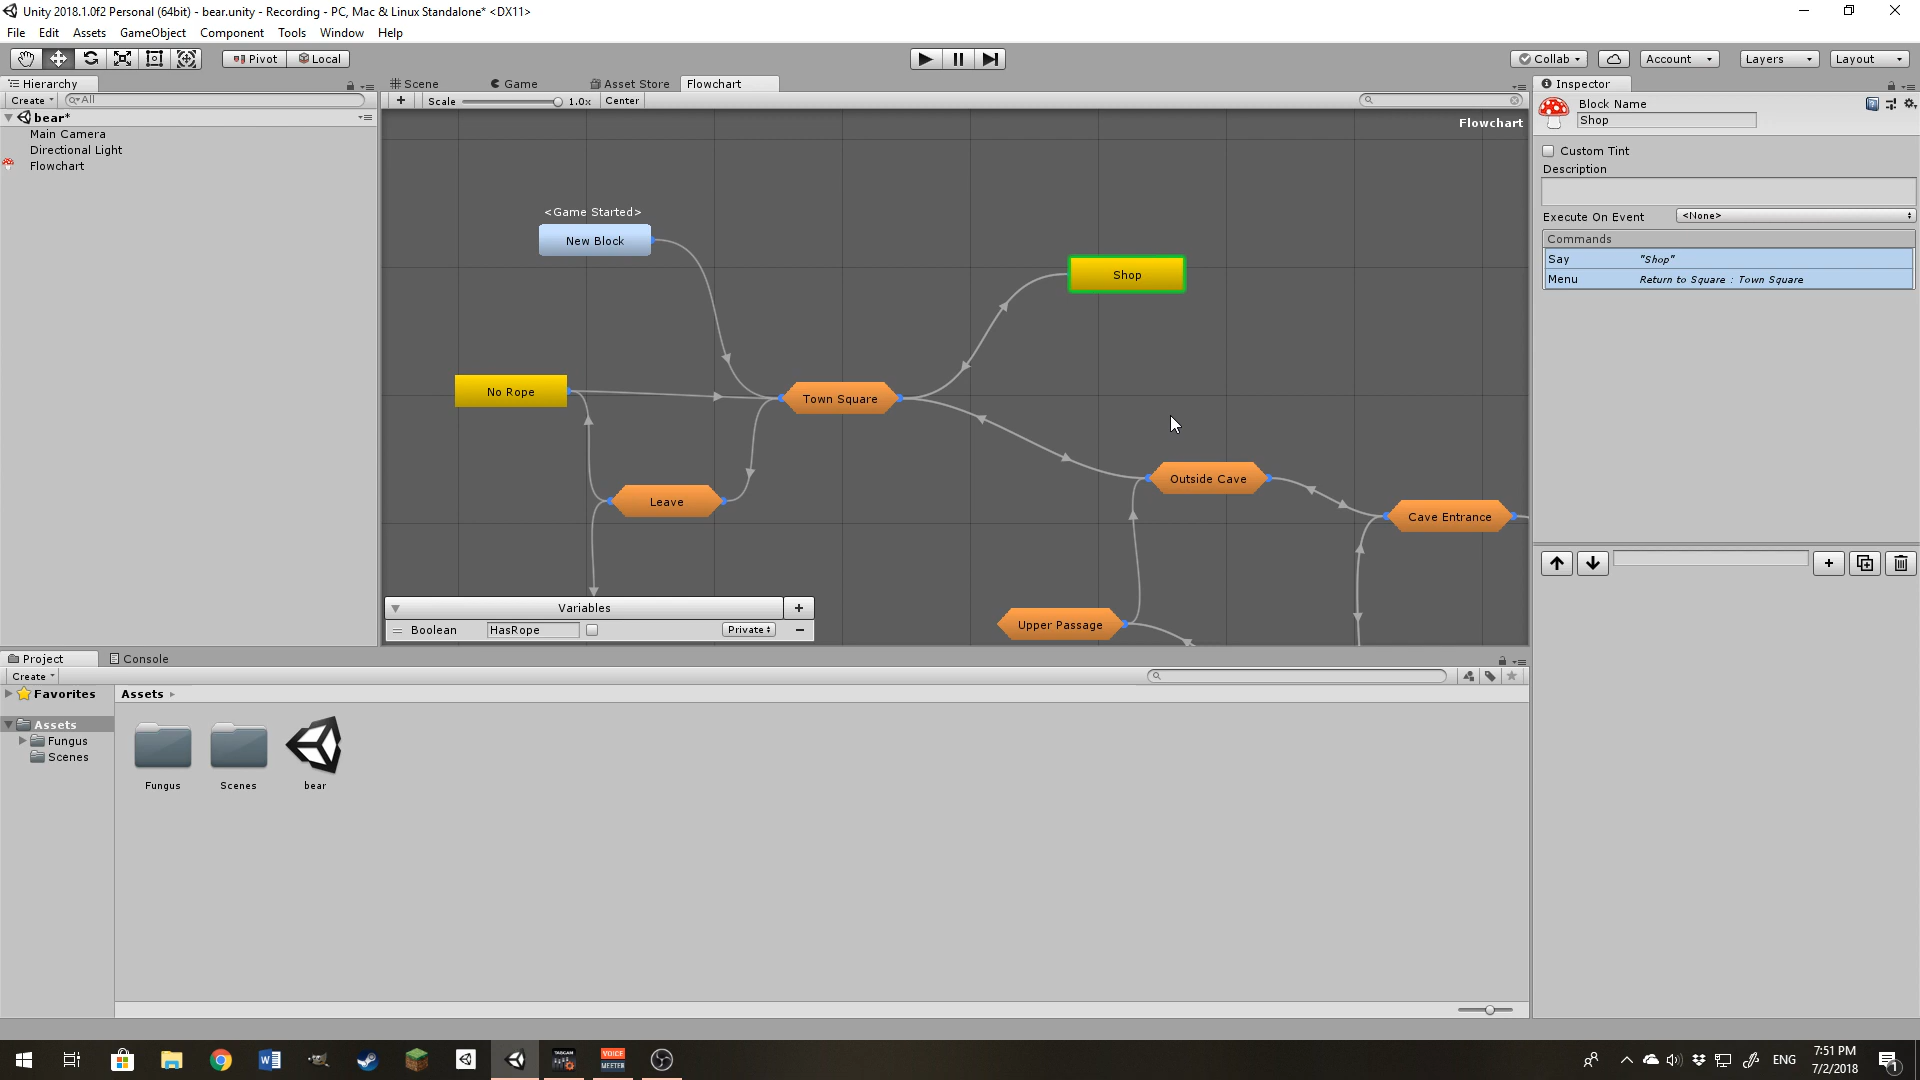 Unity 2018.1.0f2 Personal (64bit) - bear.unity - Recording - PC, Mac & Linux Standalone* <DX11>
File Edit Assets GameObject Component Tools Window Help
Pivot Local Collab Account Layers Layout
Hierarchy Scene Game Asset Store Flowchart Inspector
Create All Scale 1.0x Center
Block Name
Shop
bear*
Main Camera
Directional Light
Flowchart
Flowchart
Custom Tint
Description
Execute On Event <None>
Commands
Say "Shop"
Menu Return to Square : Town Square
<Game Started>
New Block
Shop
No Rope
Town Square
Outside Cave
Leave
Cave Entrance
Upper Passage
Variables
Boolean HasRope Private
Project Console
Create
Favorites
Assets
Assets
Fungus
Scenes
Fungus Scenes bear
TASCAM
VOICE
MEETER
ENG
7:51 PM
7/2/2018
1